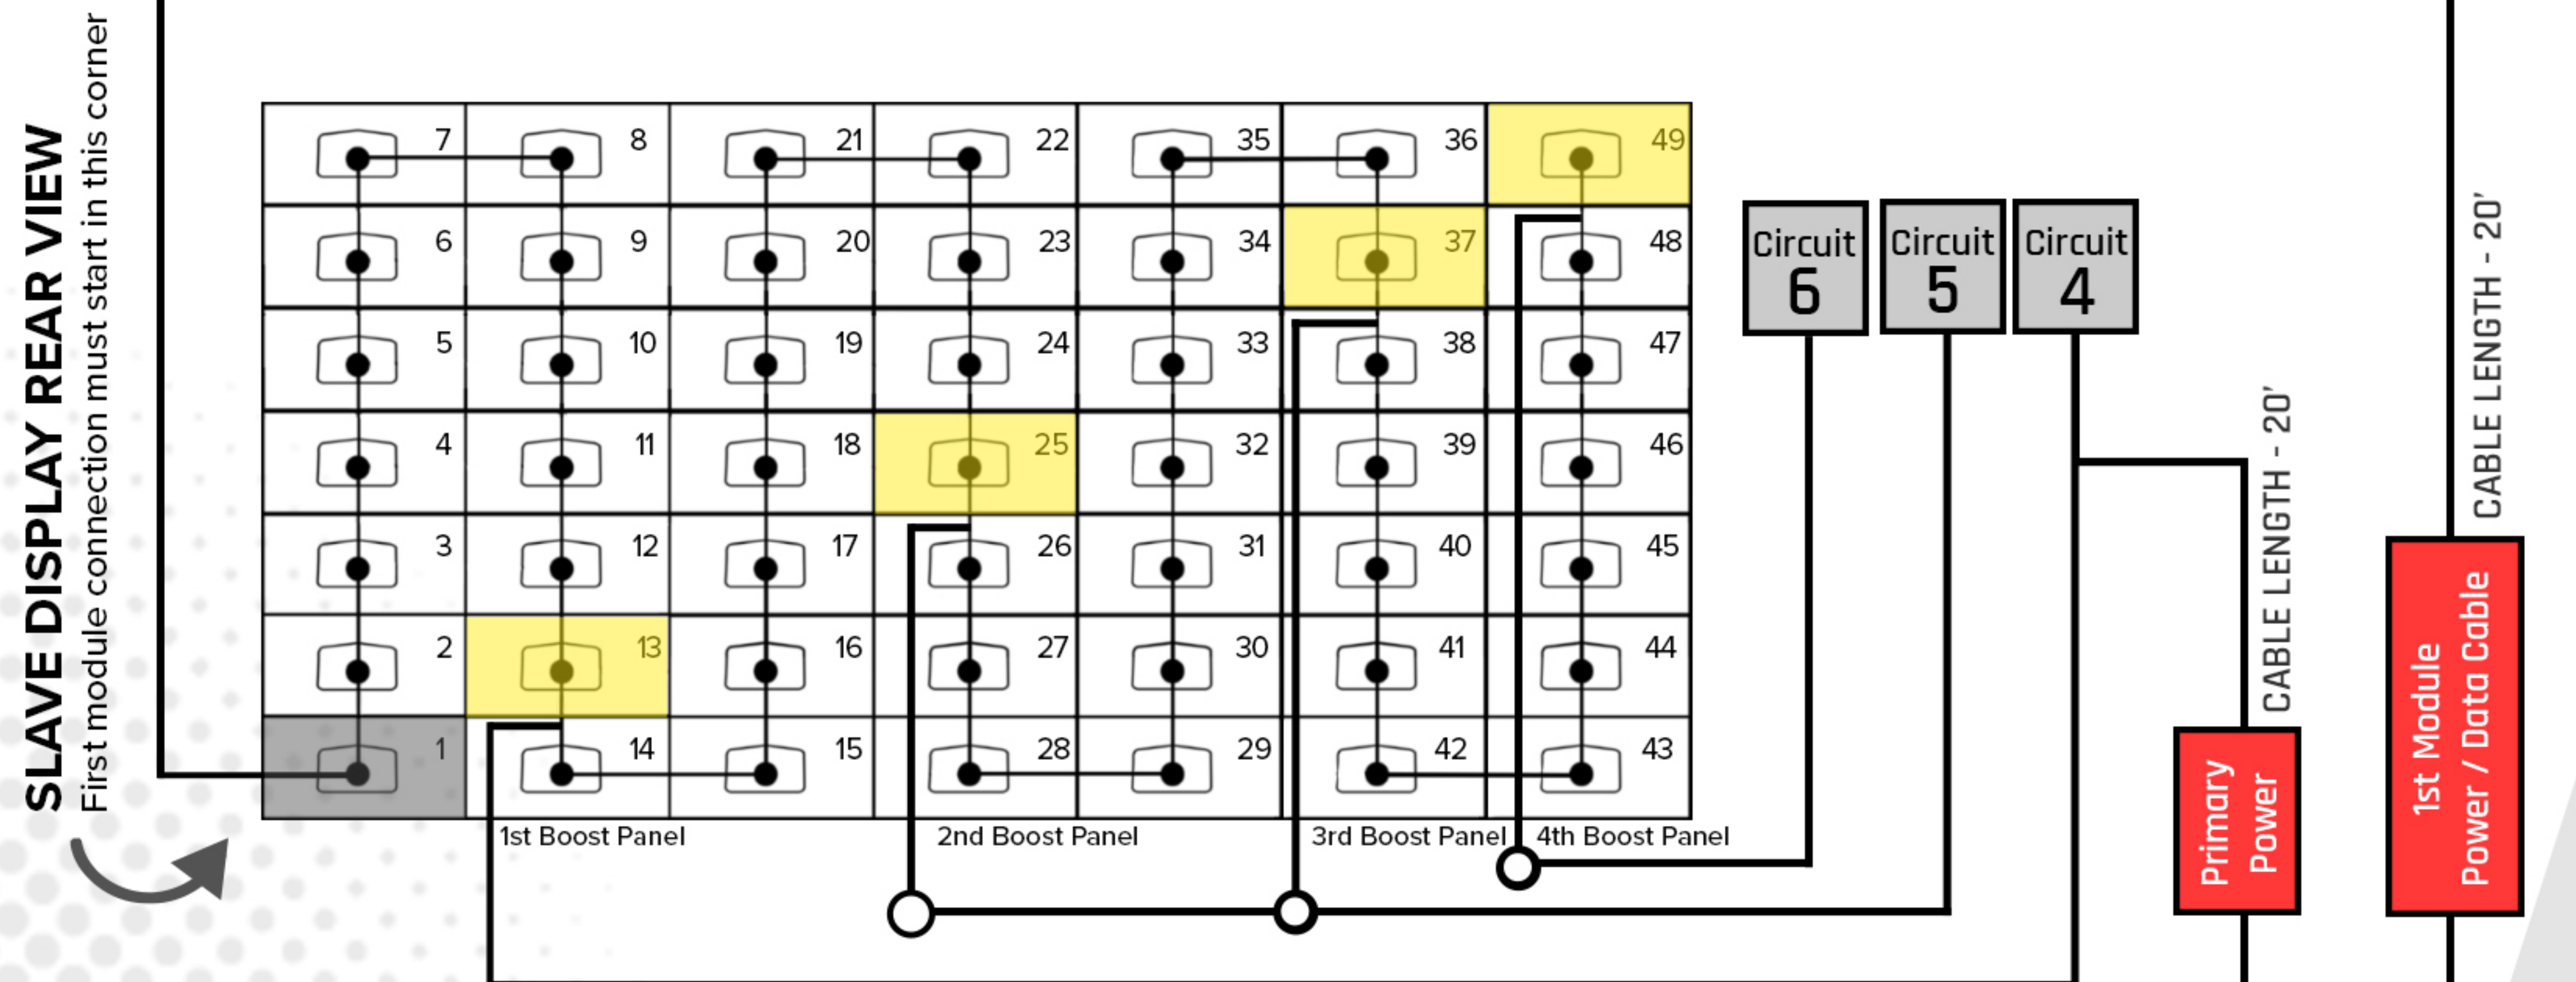 SLAVE DISPLAY REAR VIEW
First module connection must start in this corner
7 8 21 22 35 36 49
6 9 20 23 34 37 48
5 10 19 24 33 38 47
4 11 18 25 32 39 46
3 12 17 26 31 40 45
2 13 16 27 30 41 44
1 14 15 28 29 42 43
1st Boost Panel
2nd Boost Panel
3rd Boost Panel
4th Boost Panel
Circuit
6
Circuit
5
Circuit
4
CABLE LENGTH - 20'
Primary
Power
CABLE LENGTH - 20'
1st Module
Power / Data Cable